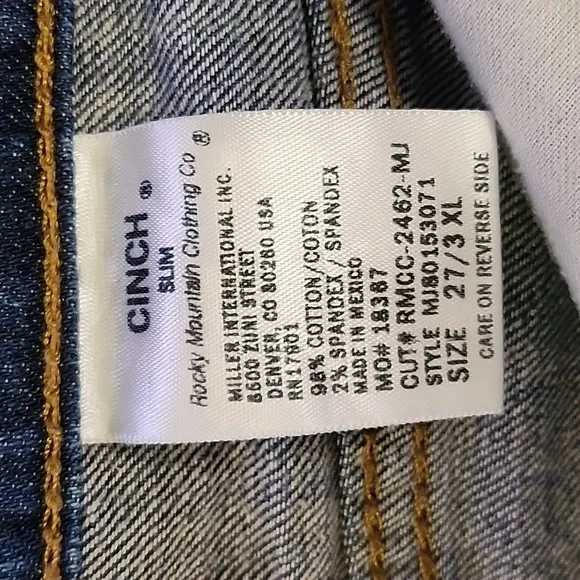 CINCH ®
SLIM
Rocky Mountain Clothing Co ®
MILLER INTERNATIONAL INC.
8500 ZUNI STREET
DENVER, CO 80260 USA
RN17701
98% COTTON/COTON
2% SPANDEX / SPANDEX
MADE IN MEXICO
MO# 18367
CUT# RMCC-2462-MJ
STYLE MJ80153071
SIZE 27/3 XL
CARE ON REVERSE SIDE